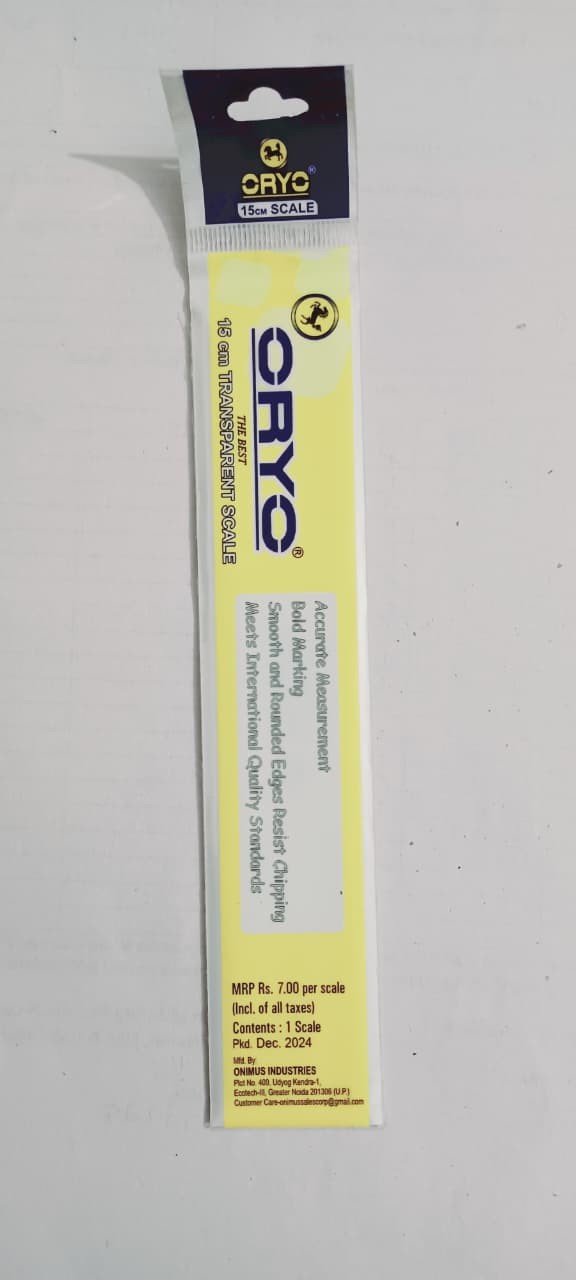 ORYO®
15CM SCALE
ORYO®
THE BEST
15 cm TRANSPARENT SCALE
Accurate Measurement
Bold Marking
Smooth and Rounded Edges Resist Chipping
Meets International Quality Standards
MRP Rs. 7.00 per scale
(Incl. of all taxes)
Contents : 1 Scale
Pkd. Dec. 2024
Mfd. By
ONIMUS INDUSTRIES
Plot No. 409, Udyog Kendra-1,
Ecotech-III, Greater Noida 201306 (U.P.)
Customer Care-onimussalescorp@gmail.com